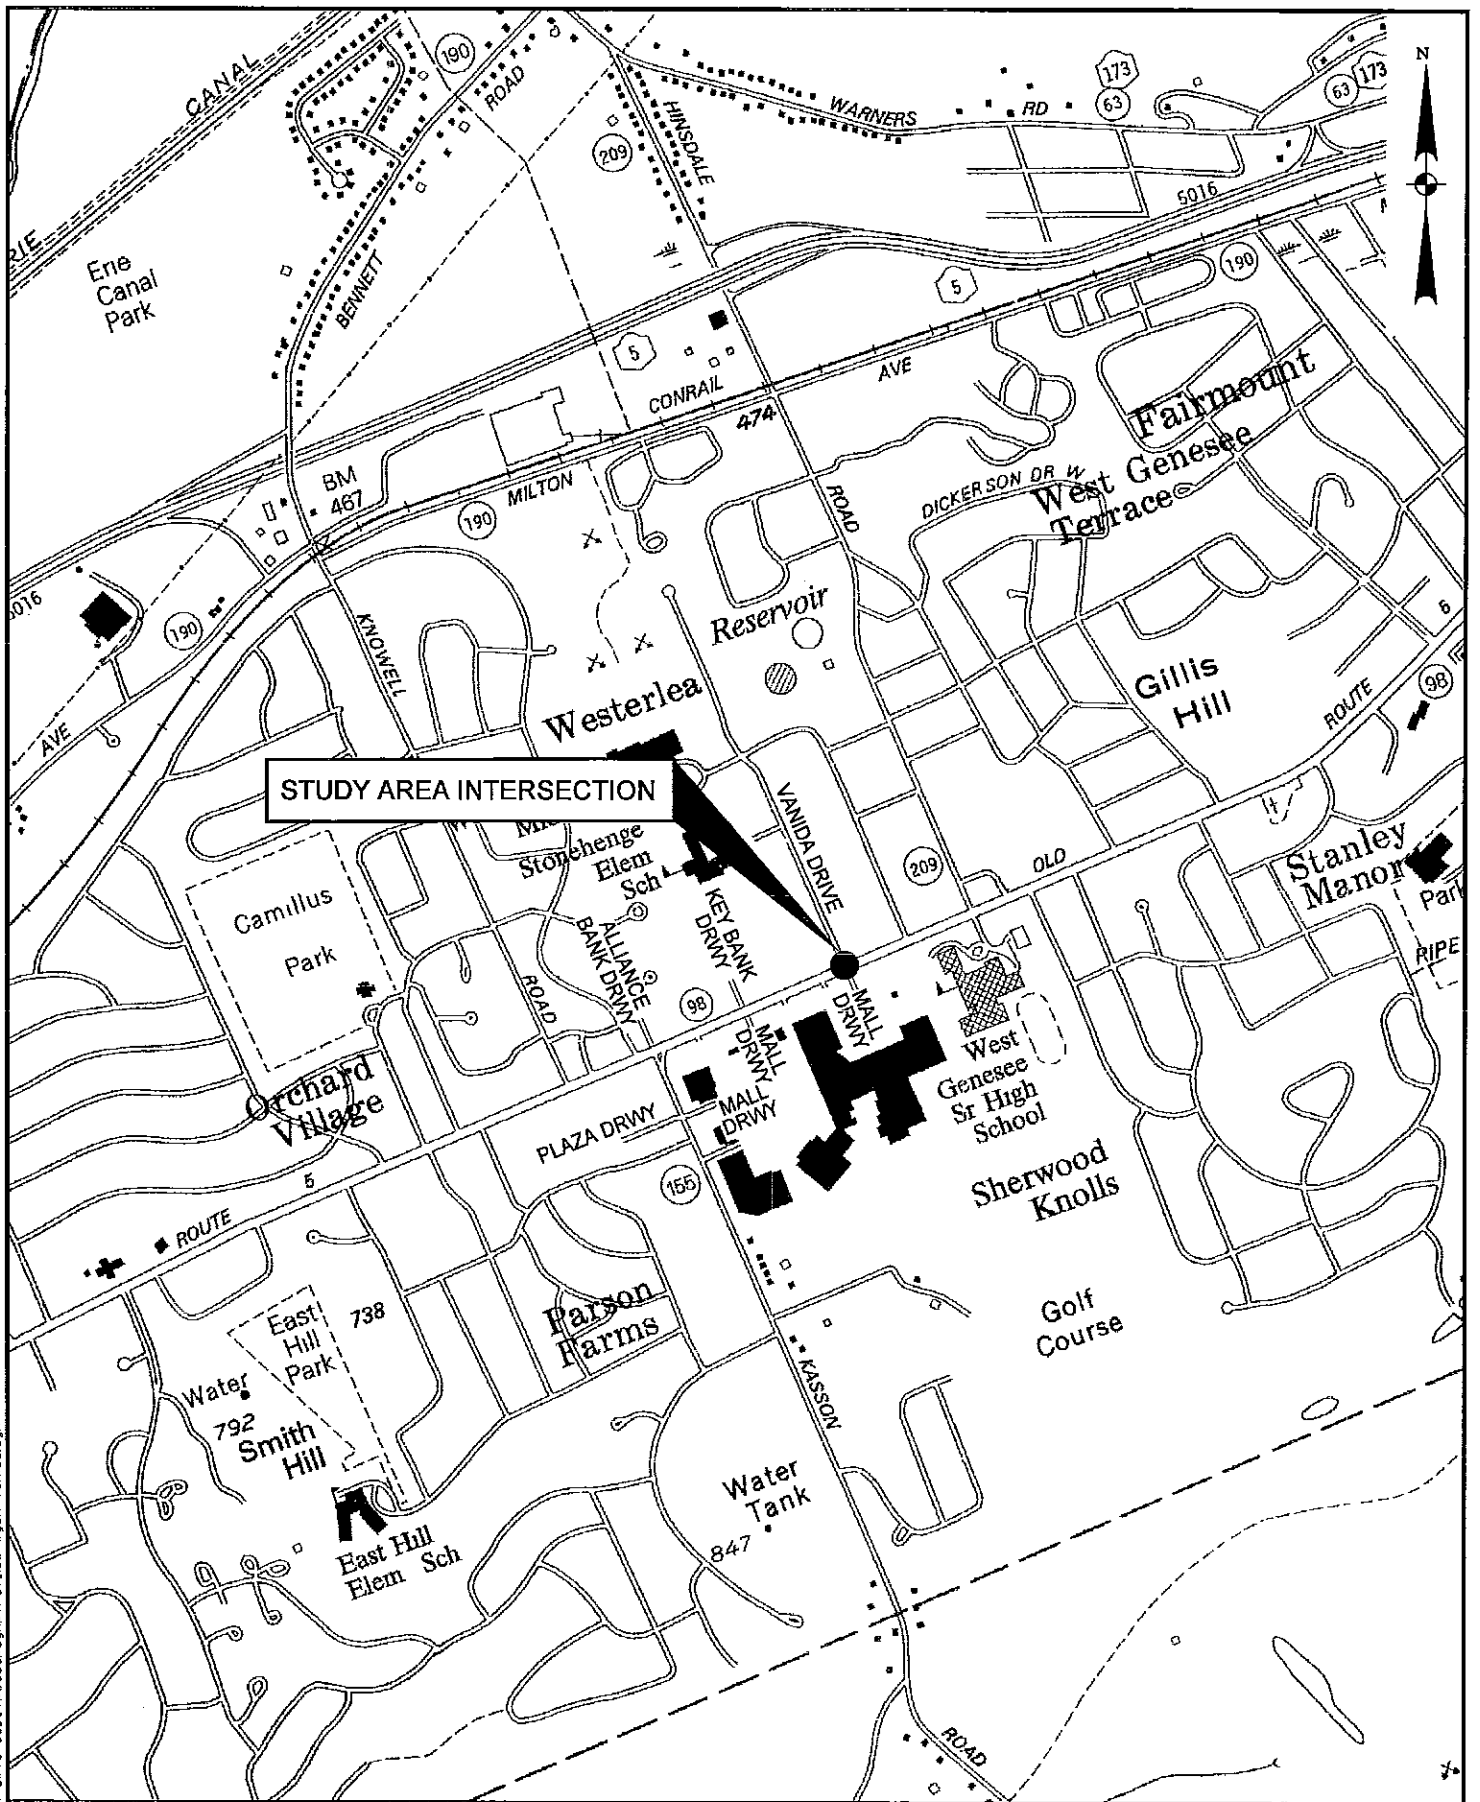 CANAL
190
ROAD
HINSDALE
209
WARNERS
RD
173
63
63
173
N
Erie
Canal
Park
BENNETT
5016
190
5
5
CONRAIL
AVE
474
Fairmount
West Genesee
Terrace
DICKERSON DR W
BM
467
MILTON
190
ROAD
190
KNOWELL
Reservoir
Gillis
Hill
ROUTE
98
AVE
Westerlea
STUDY AREA INTERSECTION
VANIDA DRIVE
Stonehenge
Elem
Sch
209
OLD
Stanley
Manor
Park
Camillus
Park
KEY BANK
DRWY
ALLIANCE
BANK DRWY
ROAD
98
MALL
DRWY
MALL
DRWY
MALL
DRWY
West
Genesee
Sr High
School
Orchard
Village
PLAZA DRWY
155
Sherwood
Knolls
5
ROUTE
East
Hill
Park
738
Parson
Farms
Golf
Course
Water
792
Smith
Hill
KASSON
Water
Tank
847
East Hill
Elem Sch
ROAD